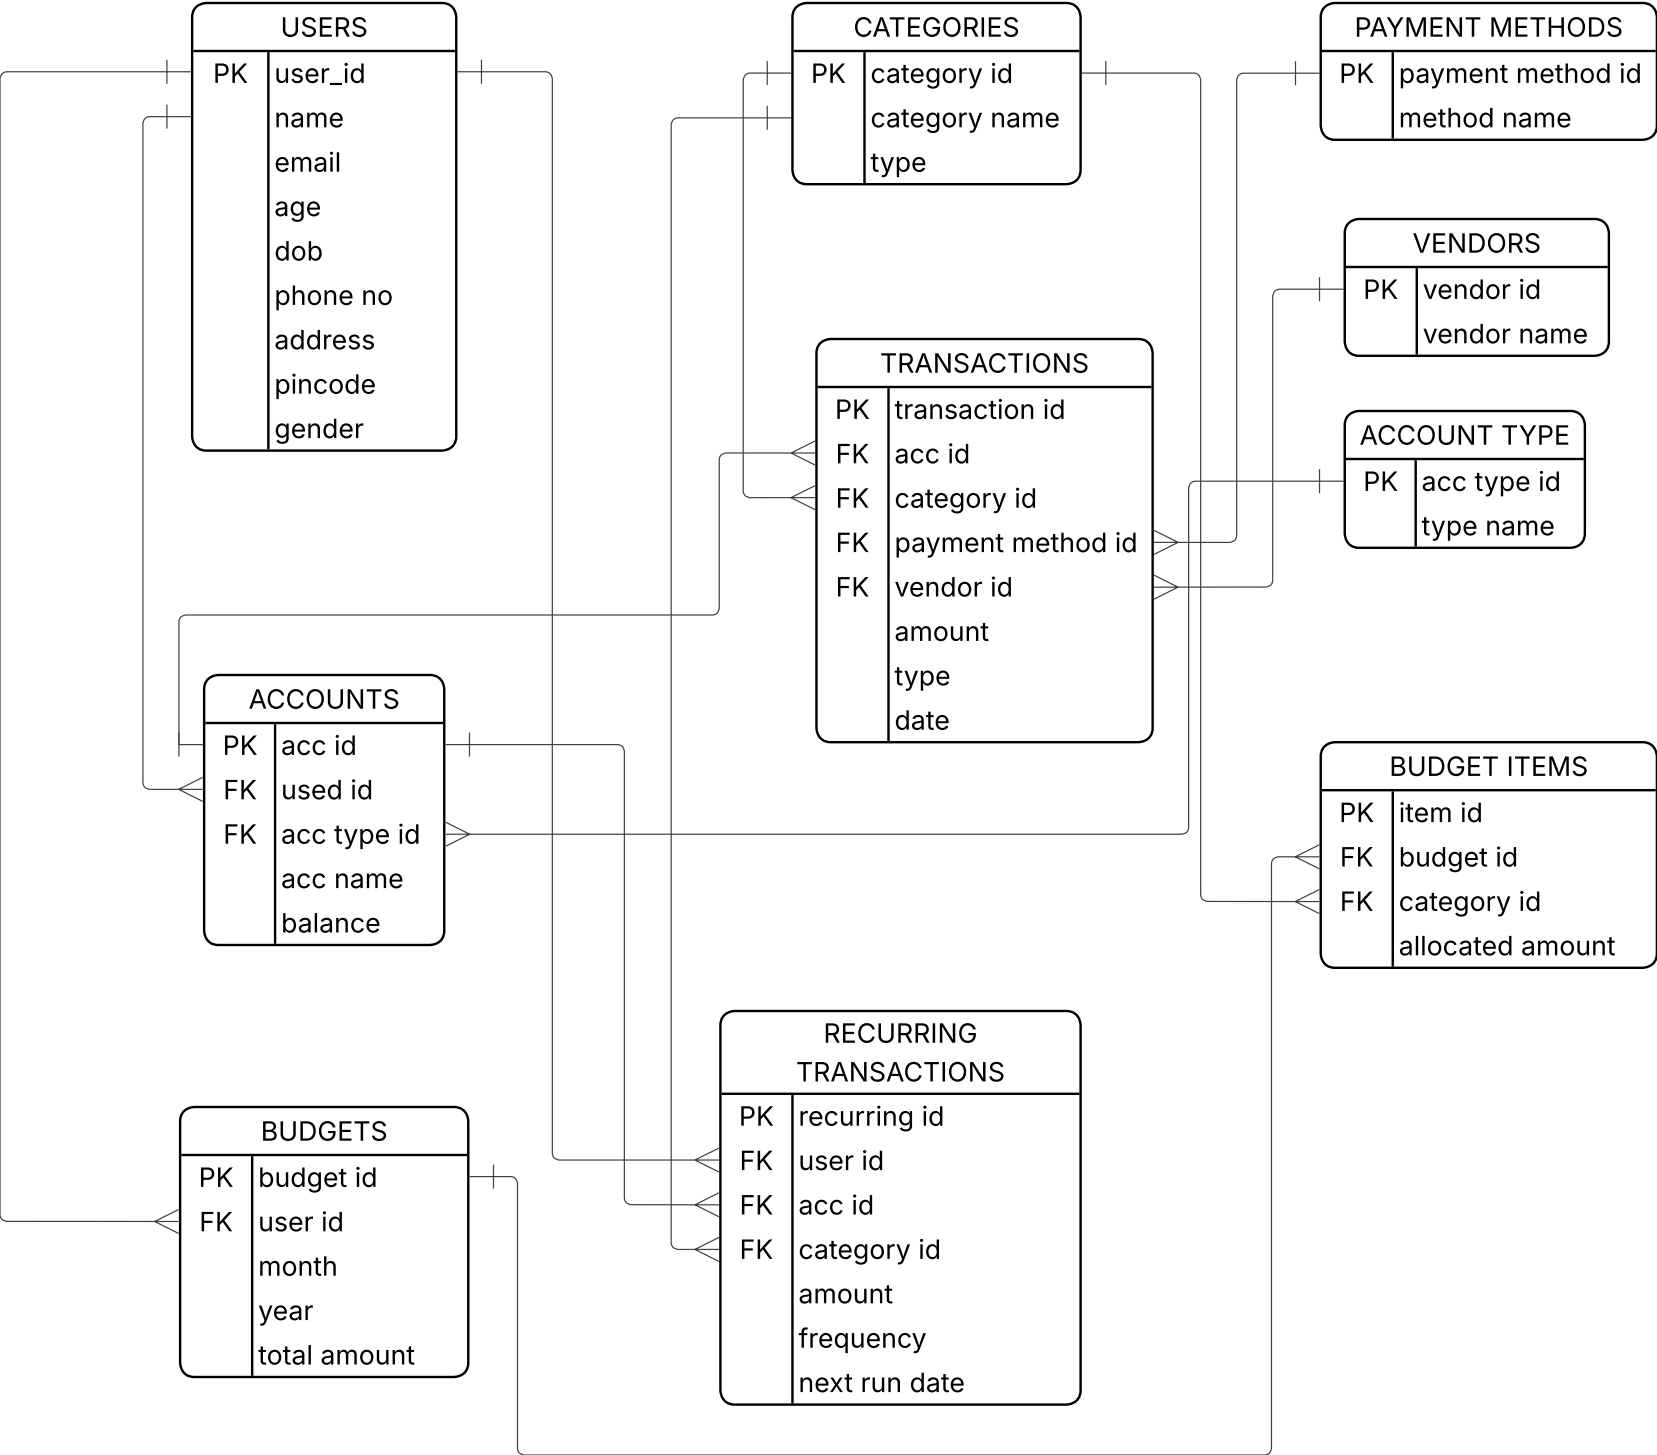 USERS
PK user_id
name
email
age
dob
phone no
address
pincode
gender
CATEGORIES
PK category id
category name
type
PAYMENT METHODS
PK payment method id
method name
VENDORS
PK vendor id
vendor name
TRANSACTIONS
PK transaction id
FK acc id
FK category id
FK payment method id
FK vendor id
amount
type
date
ACCOUNT TYPE
PK acc type id
type name
ACCOUNTS
PK acc id
FK used id
FK acc type id
acc name
balance
BUDGET ITEMS
PK item id
FK budget id
FK category id
allocated amount
RECURRING
TRANSACTIONS
PK recurring id
FK user id
FK acc id
FK category id
amount
frequency
next run date
BUDGETS
PK budget id
FK user id
month
year
total amount